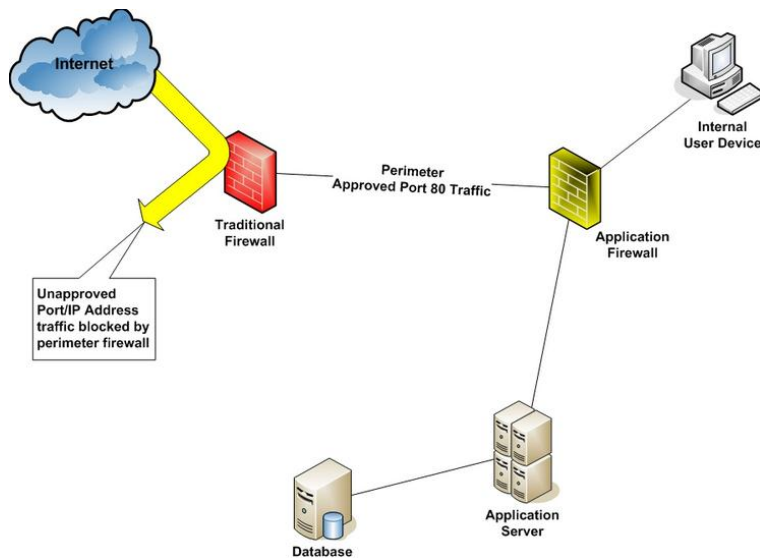 Internet
Internal
User Device
Perimeter
Approved Port 80 Traffic
Traditional
Firewall
Application
Firewall
Unapproved
Port/IP Address
traffic blocked by
perimeter firewall
Application
Server
Database